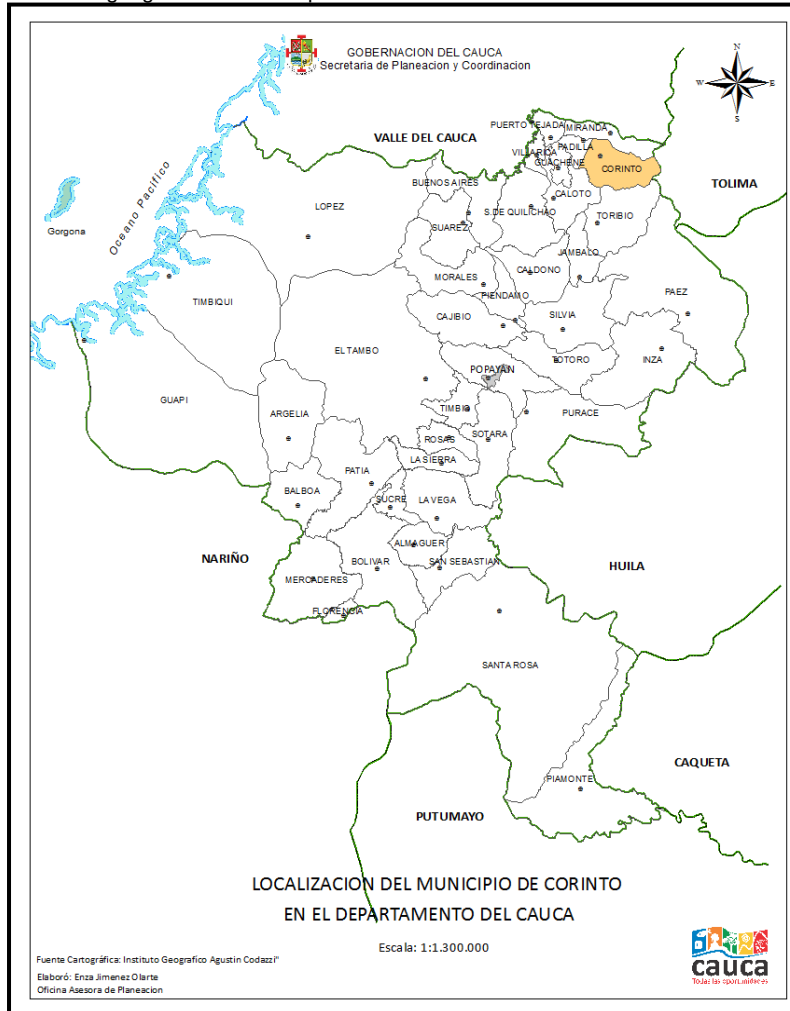 GOBERNACION DEL CAUCA
Secretaria de Planeacion y Coordinacion
N
W
E
S
PUERTO TEJADA
MIRANDA
VALLE DEL CAUCA
PADILLA
VILLARICA
GUACHENE
CORINTO
TOLIMA
BUENOS AIRES
CALOTO
LOPEZ
S.DE QUILICHAO
TORIBIO
SUAREZ
Oceano Pacífico
Gorgona
JAMBALO
CALDONO
MORALES
PAEZ
PIENDAMO
TIMBIQUI
CAJIBIO
SILVIA
EL TAMBO
TOTORO
INZA
POPAYAN
GUAPI
TIMBIO
ARGELIA
PURACE
ROSAS
SOTARA
LA SIERRA
PATIA
BALBOA
SUCRE
LA VEGA
ALMAGUER
NARIÑO
BOLIVAR
SAN SEBASTIAN
HUILA
MERCADERES
FLORENCIA
SANTA ROSA
CAQUETA
PIAMONTE
PUTUMAYO
LOCALIZACION DEL MUNICIPIO DE CORINTO
EN EL DEPARTAMENTO DEL CAUCA
Escala: 1:1.300.000
Fuente Cartográfica: Instituto Geografico Agustin Codazzi"
Elaboró: Enza Jimenez Olarte
Oficina Asesora de Planeacion
cauca
Todas las oportunidades